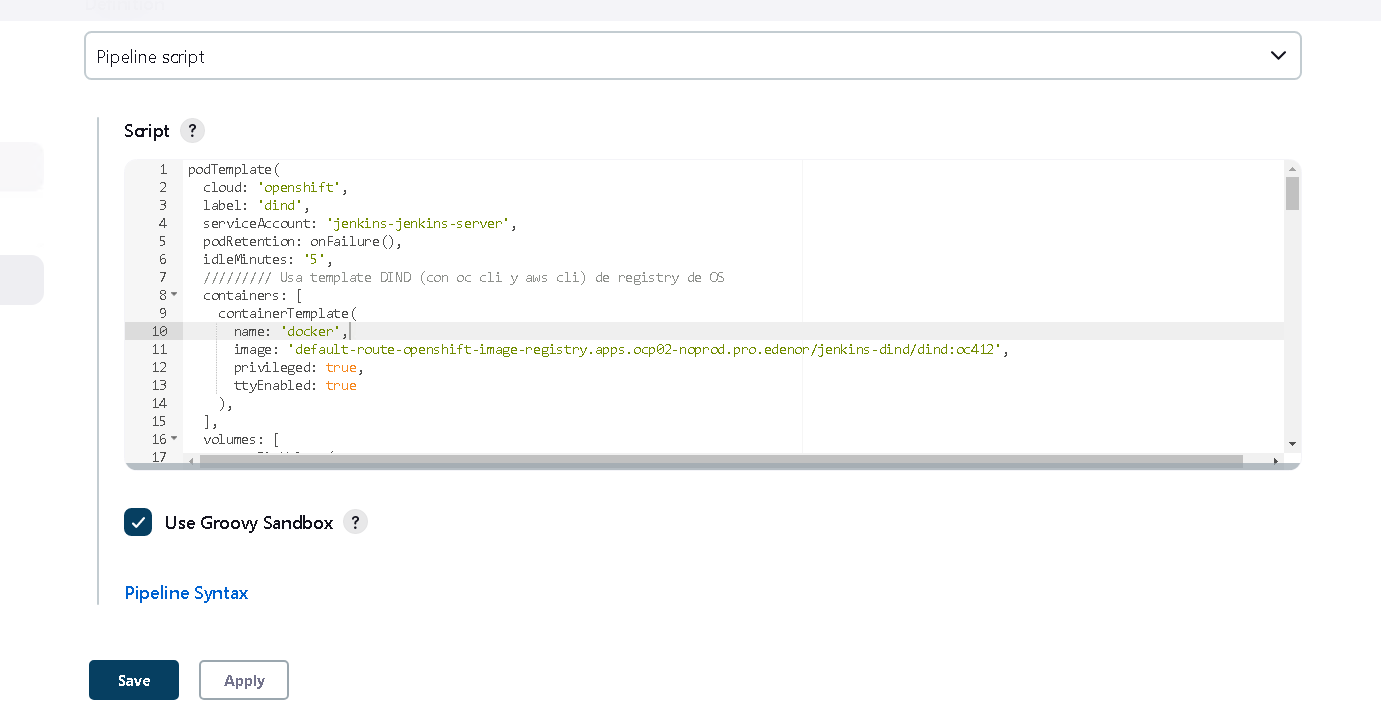 Pipeline script
Script ?
1 podTemplate(
2 cloud: 'openshift',
3 label: 'dind',
4 serviceAccount: 'jenkins-jenkins-server',
5 podRetention: onFailure(),
6 idleMinutes: '5',
7 ///////// Usa template DIND (con oc cli y aws cli) de registry de OS
8 containers: [
9 containerTemplate(
10 name: 'docker',
11 image: 'default-route-openshift-image-registry.apps.ocp02-noprod.pro.edenor/jenkins-dind/dind:oc412',
12 privileged: true,
13 ttyEnabled: true
14 ),
15 ],
16 volumes: [
17
Use Groovy Sandbox ?
Pipeline Syntax
Save Apply